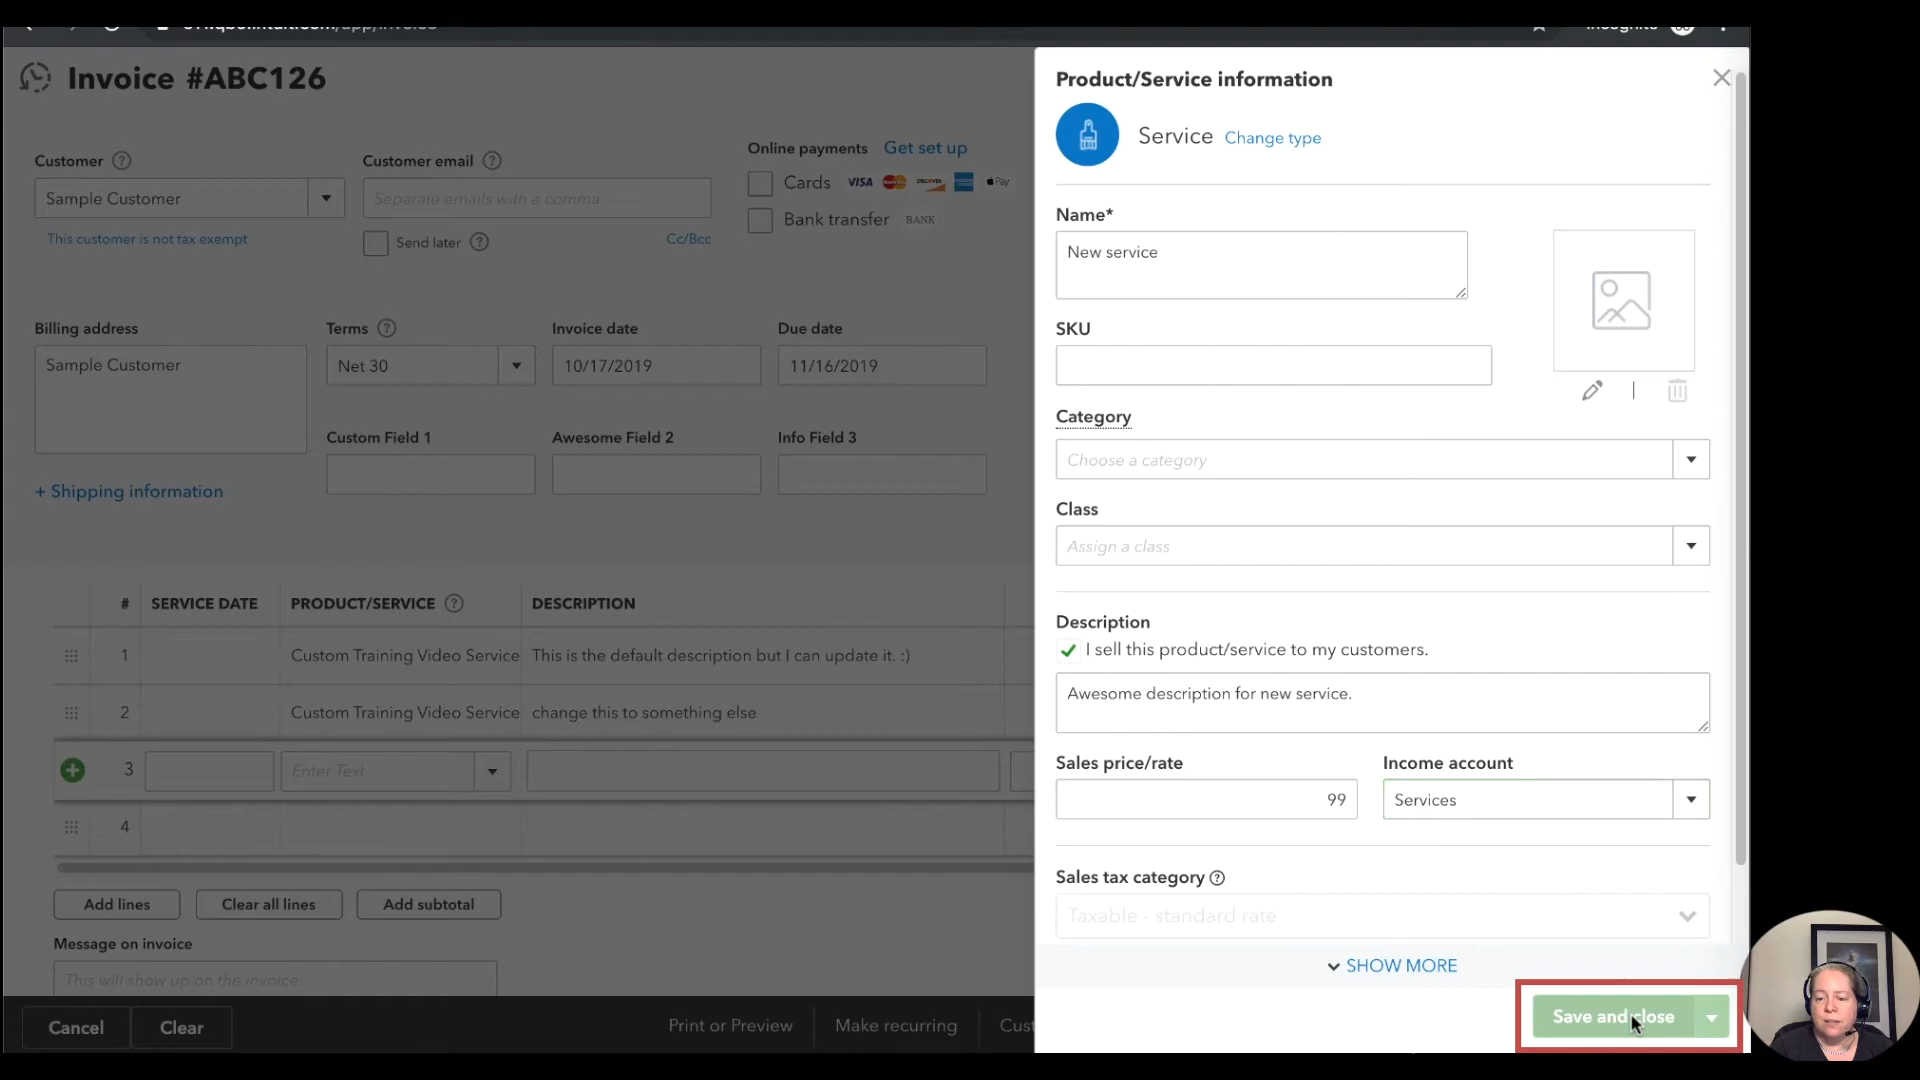 Invoice #ABC126
Customer
Sample Customer
This customer is not tax exempt
Customer email
Separate emails with a comma
Send later
Cc/Bcc
Online payments Get set up
Cards VISA MasterCard DISCOVER Pay
Bank transfer BANK
Billing address
Sample Customer
Terms
Net 30
Invoice date
10/17/2019
Due date
11/16/2019
+ Shipping information
Custom Field 1
Awesome Field 2
Info Field 3
# SERVICE DATE PRODUCT/SERVICE DESCRIPTION
1 Custom Training Video Service This is the default description but I can update it. :)
2 Custom Training Video Service change this to something else
3 Enter Text
4
Add lines Clear all lines Add subtotal
Message on invoice
This will show up on the invoice.
Cancel Clear Print or Preview Make recurring Cust
Product/Service information
Service Change type
Name*
New service
SKU
Category
Choose a category
Class
Assign a class
Description
I sell this product/service to my customers.
Awesome description for new service.
Sales price/rate
99
Income account
Services
Sales tax category
Taxable - standard rate
SHOW MORE
Save and close